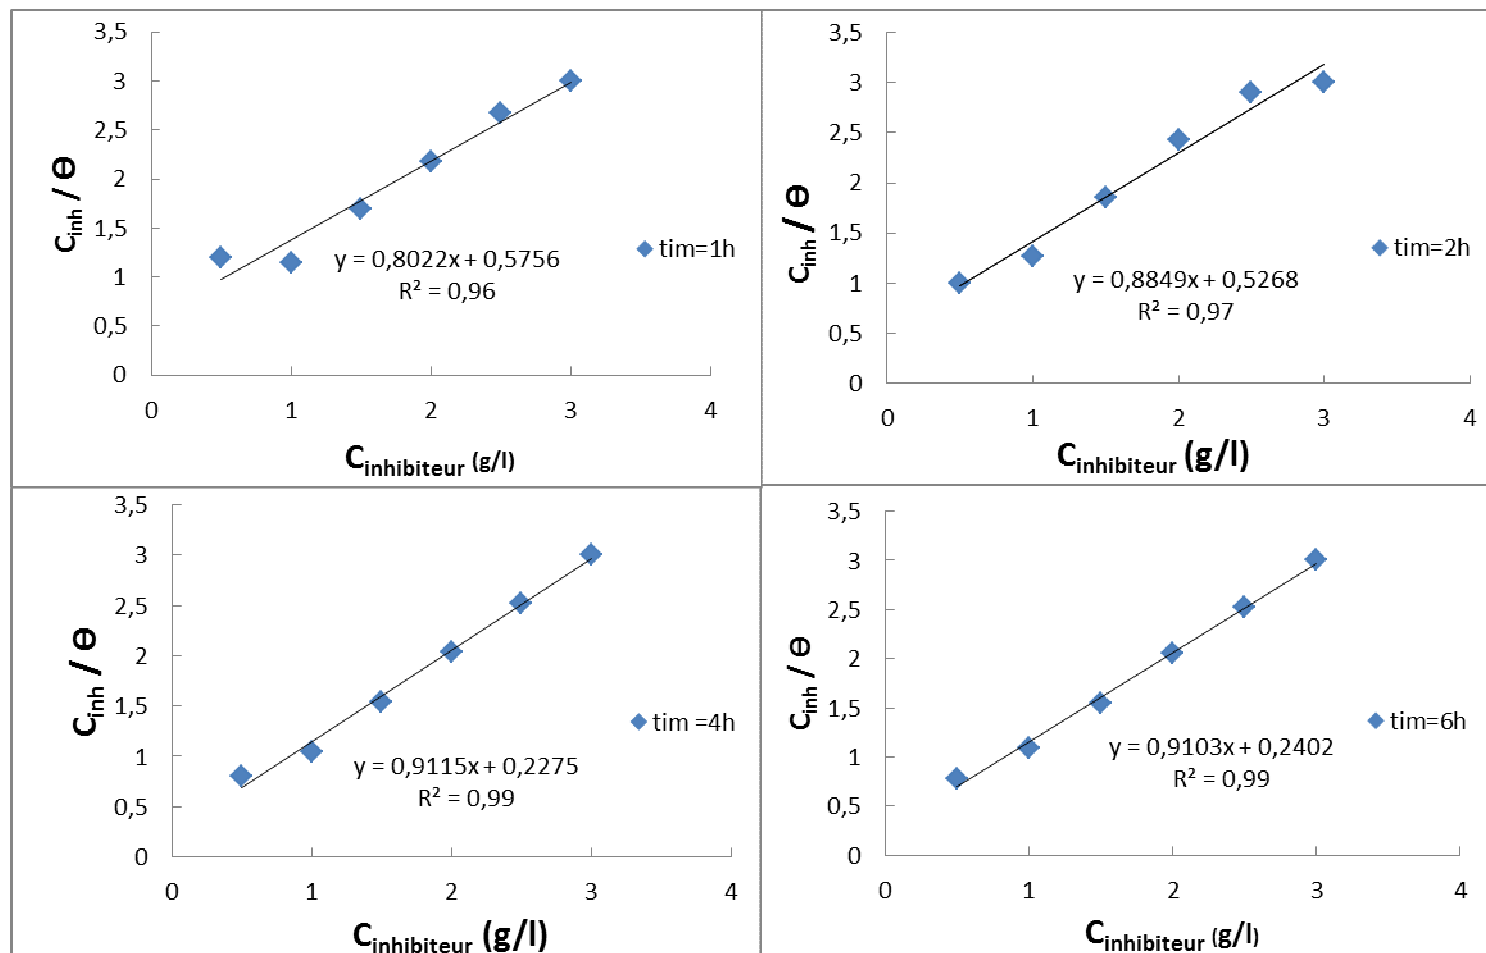 3,5
3
2,5
2
1,5
1
0,5
0
0 1 2 3 4
Cinh / Ɵ
Cinhibiteur (g/l)
y = 0,8022x + 0,5756
R² = 0,96
tim=1h
3,5
3
2,5
2
1,5
1
0,5
0
0 1 2 3 4
Cinh / Ɵ
Cinhibiteur (g/l)
y = 0,8849x + 0,5268
R² = 0,97
tim=2h
3,5
3
2,5
2
1,5
1
0,5
0
0 1 2 3 4
Cinh / Ɵ
Cinhibiteur (g/l)
y = 0,9115x + 0,2275
R² = 0,99
tim =4h
3,5
3
2,5
2
1,5
1
0,5
0
0 1 2 3 4
Cinh / Ɵ
Cinhibiteur (g/l)
y = 0,9103x + 0,2402
R² = 0,99
tim=6h